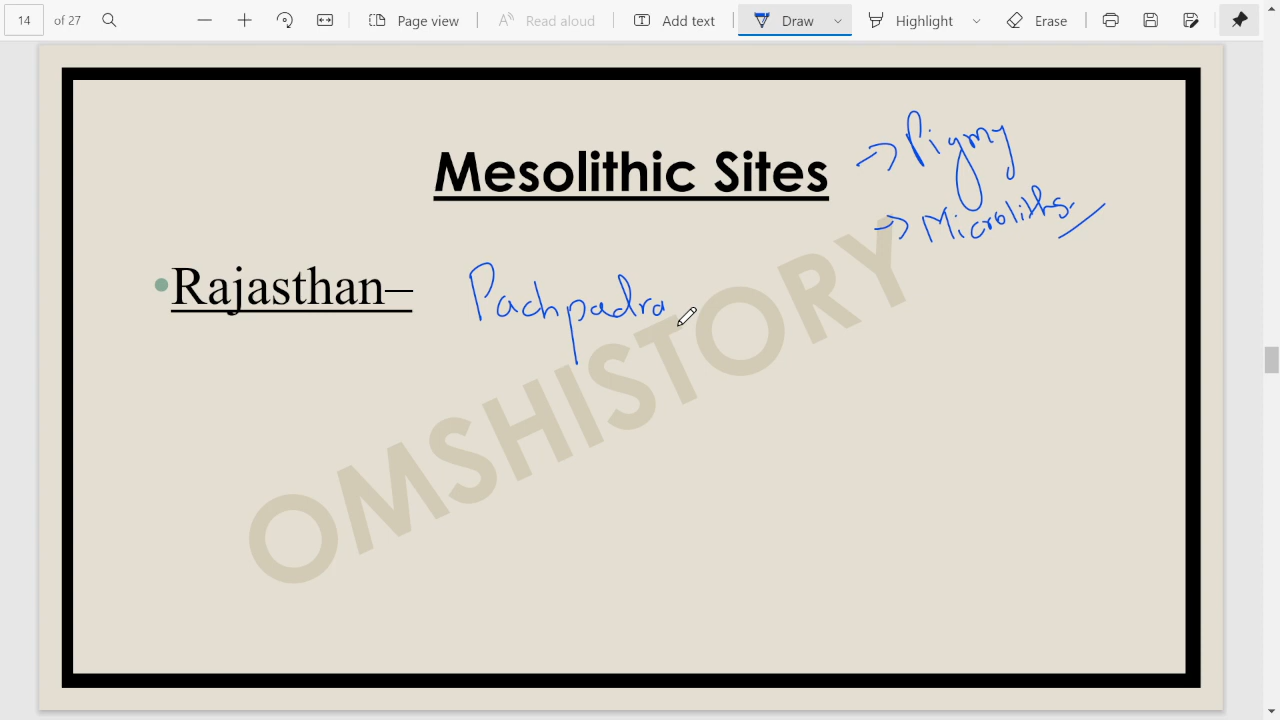 14 of 27 Page view Read aloud Add text Draw Highlight Erase
Mesolithic Sites
→ Pigmy
→ Microliths.
•Rajasthan– Pachpadra
OMSHISTORY